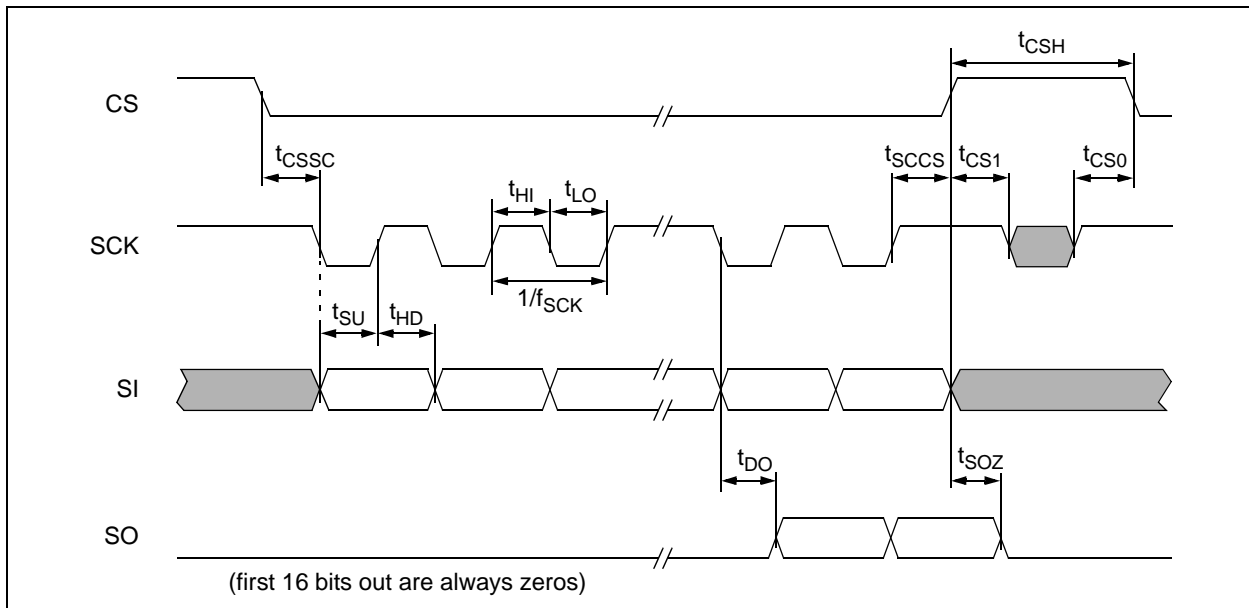 tCSH
CS
tCSSC
tSCCS
tCS1
tCS0
tHI
tLO
SCK
1/fSCK
tSU
tHD
SI
tDO
tSOZ
SO
(first 16 bits out are always zeros)